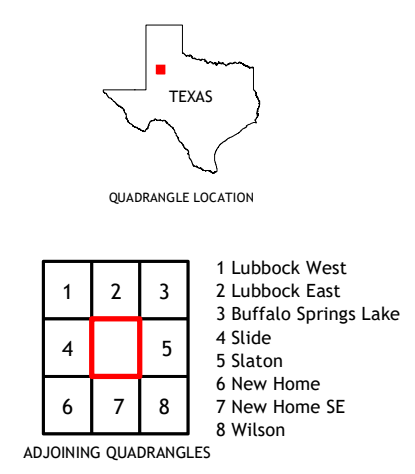 TEXAS
QUADRANGLE LOCATION
1 2 3
4 5
6 7 8
ADJOINING QUADRANGLES
1 Lubbock West
2 Lubbock East
3 Buffalo Springs Lake
4 Slide
5 Slaton
6 New Home
7 New Home SE
8 Wilson